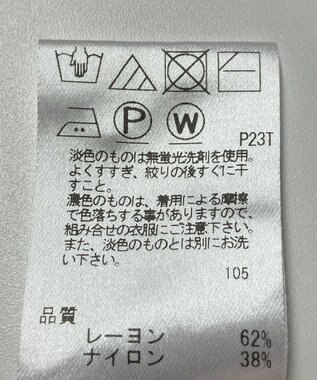 P
W
P23T
淡色のものは無蛍光洗剤を使用。
よくすすぎ、絞りの後すぐに干
すこと。
濃色のものは、着用による摩擦
で色落ちする事がありますので、
組み合せの衣服にご注意下さい。
また、淡色のものとは別にお洗
い下さい。
105
品質
レーヨン 62%
ナイロン 38%